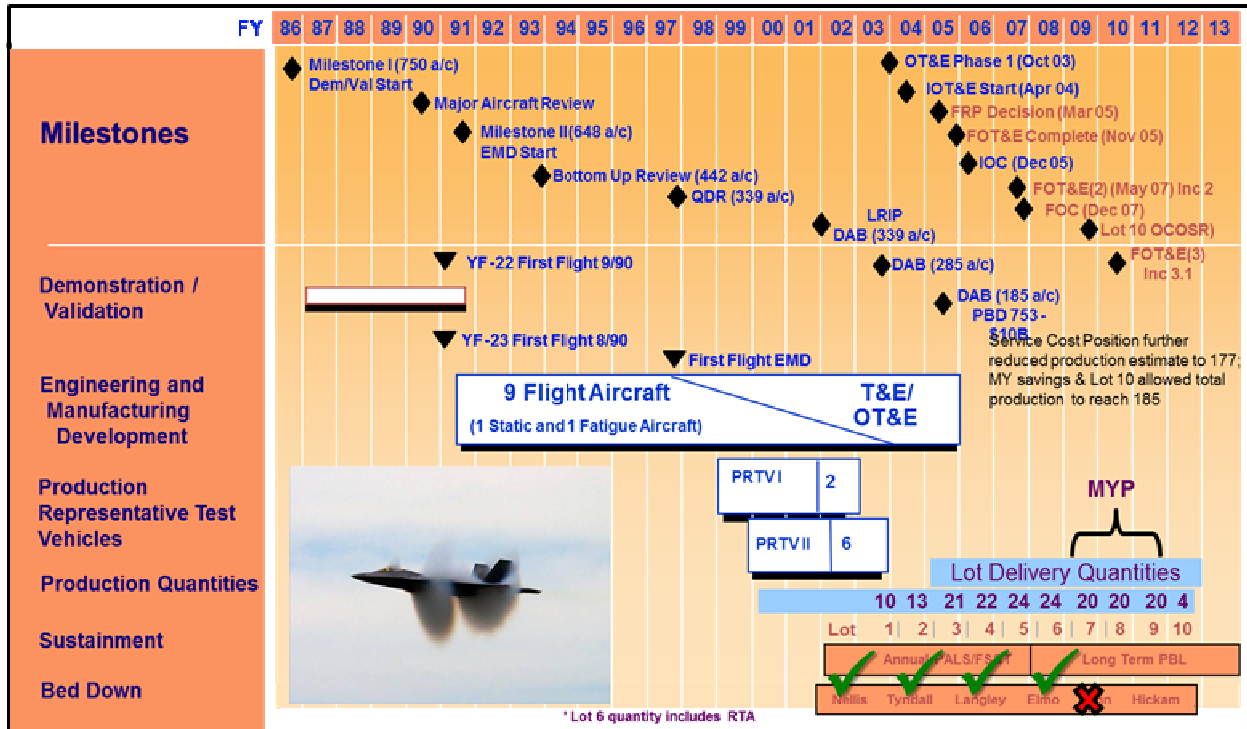 FY 86 87 88 89 90 91 92 93 94 95 96 97 98 99 00 01 02 03 04 05 06 07 08 09 10 11 12 13
Milestones
Milestone I (750 a/c)
Dem/Val Start
Major Aircraft Review
Milestone II(648 a/c)
EMD Start
Bottom Up Review (442 a/c)
QDR (339 a/c)
LRIP
DAB (339 a/c)
OT&E Phase 1 (Oct 03)
IOT&E Start (Apr 04)
FRP Decision (Mar 05)
FOT&E Complete (Nov 05)
IOC (Dec 05)
FOT&E(2) (May 07) Inc 2
FOC (Dec 07)
Lot 10 OCOSR)
FOT&E(3)
Inc 3.1
DAB (285 a/c)
DAB (185 a/c)
PBD 753 -
$10B
Service Cost Position further
reduced production estimate to 177;
MY savings & Lot 10 allowed total
production to reach 185
Demonstration /
Validation
YF-22 First Flight 9/90
YF-23 First Flight 8/90
First Flight EMD
Engineering and
Manufacturing
Development
9 Flight Aircraft
(1 Static and 1 Fatigue Aircraft)
T&E/
OT&E
Production
Representative Test
Vehicles
PRTV I 2
PRTV II 6
MYP
Production Quantities
Lot Delivery Quantities
10 13 21 22 24 24 20 20 20 4
Lot 1| 2 | 3 | 4 | 5 | 6 | 7 | 8 9 10
Sustainment
Annual Long Term PBL
Bed Down
Nellis Tyndall Langley Elmo Hickam
* Lot 6 quantity includes RTA